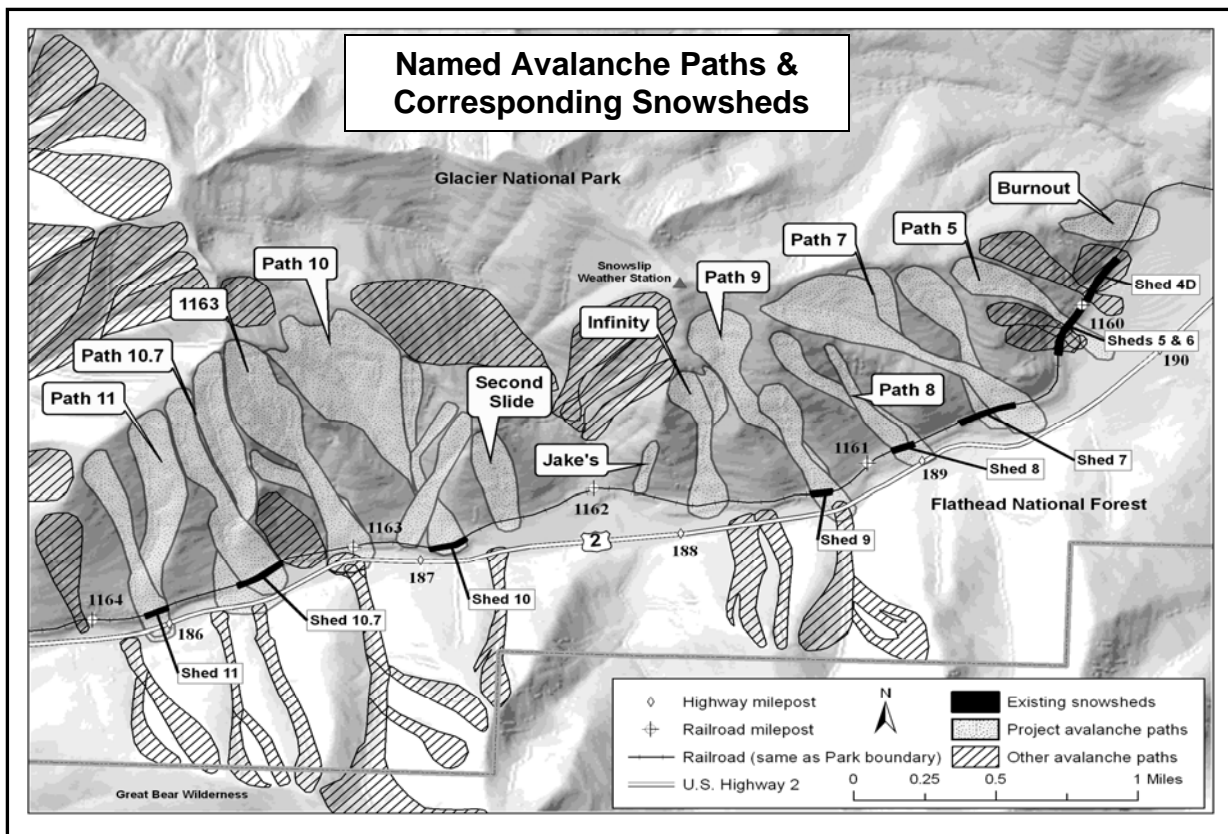 Named Avalanche Paths &
Corresponding Snowsheds
Glacier National Park
Burnout
Path 7
Path 5
Path 10
Snowslip
Weather Station
Path 9
Shed 4D
1163
Infinity
1160
Sheds 5 & 6
Path 10.7
190
Second
Slide
Path 11
Path 8
Jake's
1161
189
Shed 8
Shed 7
1162
Flathead National Forest
1163
2
188
Shed 9
187
Shed 10
1164
Shed 10.7
186
Shed 11
Highway milepost
Railroad milepost
Railroad (same as Park boundary)
U.S. Highway 2
N
Existing snowsheds
Project avalanche paths
Other avalanche paths
0 0.25 0.5 1 Miles
Great Bear Wilderness